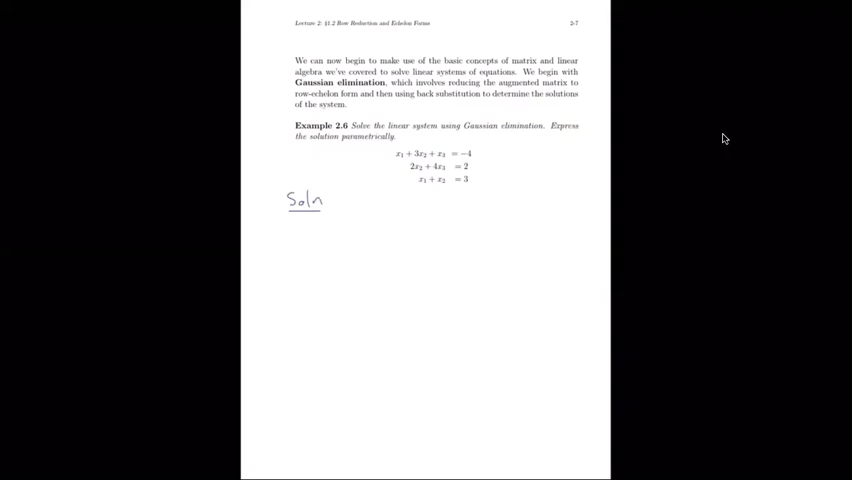 Lecture 2: §1.2 Row Reduction and Echelon Forms 2-7
We can now begin to make use of the basic concepts of matrix and linear
algebra we've covered to solve linear systems of equations. We begin with
Gaussian elimination, which involves reducing the augmented matrix to
row-echelon form and then using back substitution to determine the solutions
of the system.
Example 2.6 Solve the linear system using Gaussian elimination. Express
the solution parametrically.
x₁ + 3x₂ + x₃ = −4
2x₂ + 4x₃ = 2
x₁ + x₂ = 3
Soln